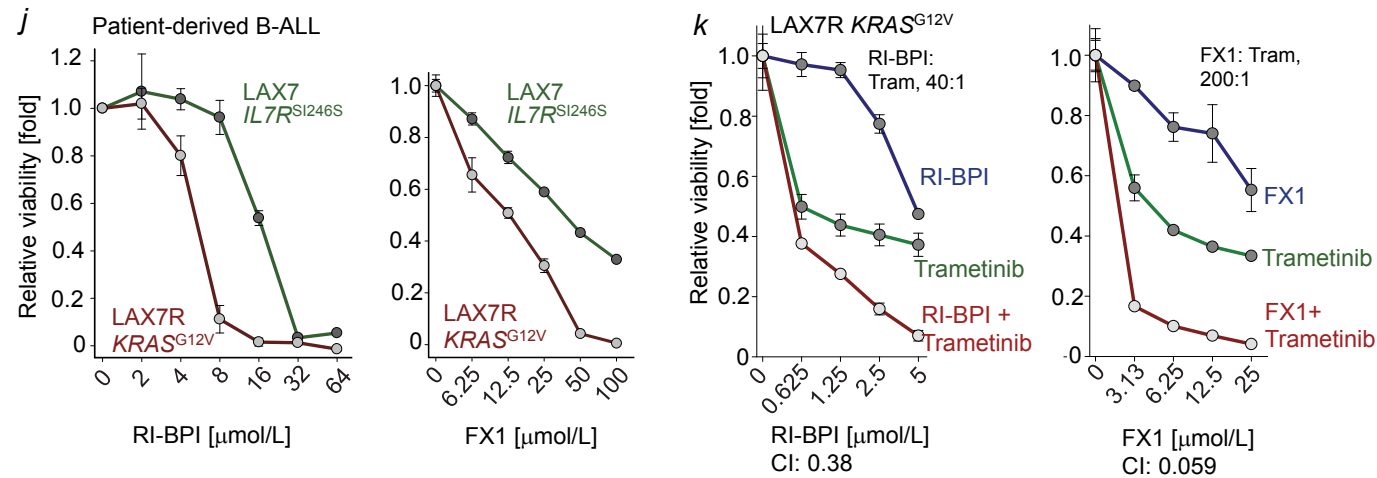 j
Patient-derived B-ALL
Relative viability [fold]
1.2
1.0
0.8
0.6
0.4
0.2
0
LAX7
IL7R^SI246S
LAX7R
KRAS^G12V
0 2 4 8 16 32 64
RI-BPI [μmol/L]
1.0
0.8
0.6
0.4
0.2
0
LAX7
IL7R^SI246S
LAX7R
KRAS^G12V
0 6.25 12.5 25 50 100
FX1 [μmol/L]
k
LAX7R KRAS^G12V
Relative viability [fold]
1.0
0.8
0.6
0.4
0.2
0
RI-BPI:
Tram, 40:1
RI-BPI
Trametinib
RI-BPI +
Trametinib
0 0.625 1.25 2.5 5
RI-BPI [μmol/L]
CI: 0.38
1.0
0.8
0.6
0.4
0.2
0
FX1: Tram,
200:1
FX1
Trametinib
FX1+
Trametinib
0 3.13 6.25 12.5 25
FX1 [μmol/L]
CI: 0.059